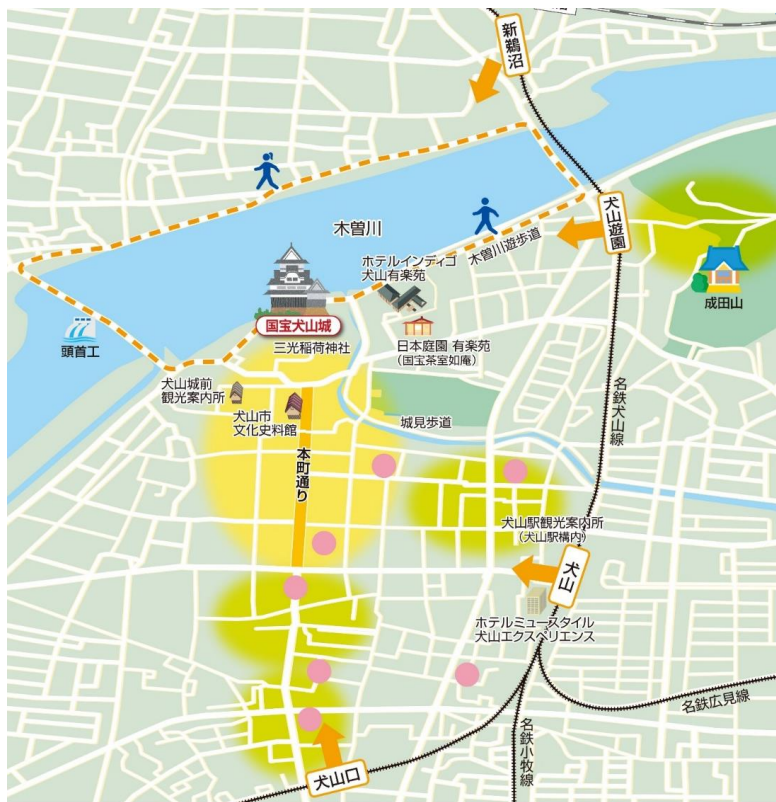 新鵜沼
犬山遊園
木曽川
木曽川遊歩道
ホテルインディゴ
犬山有楽苑
成田山
国宝犬山城
三光稲荷神社
日本庭園 有楽苑
(国宝茶室如庵)
頭首工
犬山城前
観光案内所
犬山市
文化史料館
城見歩道
名鉄犬山線
本町通り
犬山駅観光案内所
(犬山駅構内)
犬山
ホテルミュースタイル
犬山エクスペリエンス
名鉄広見線
名鉄小牧線
犬山口